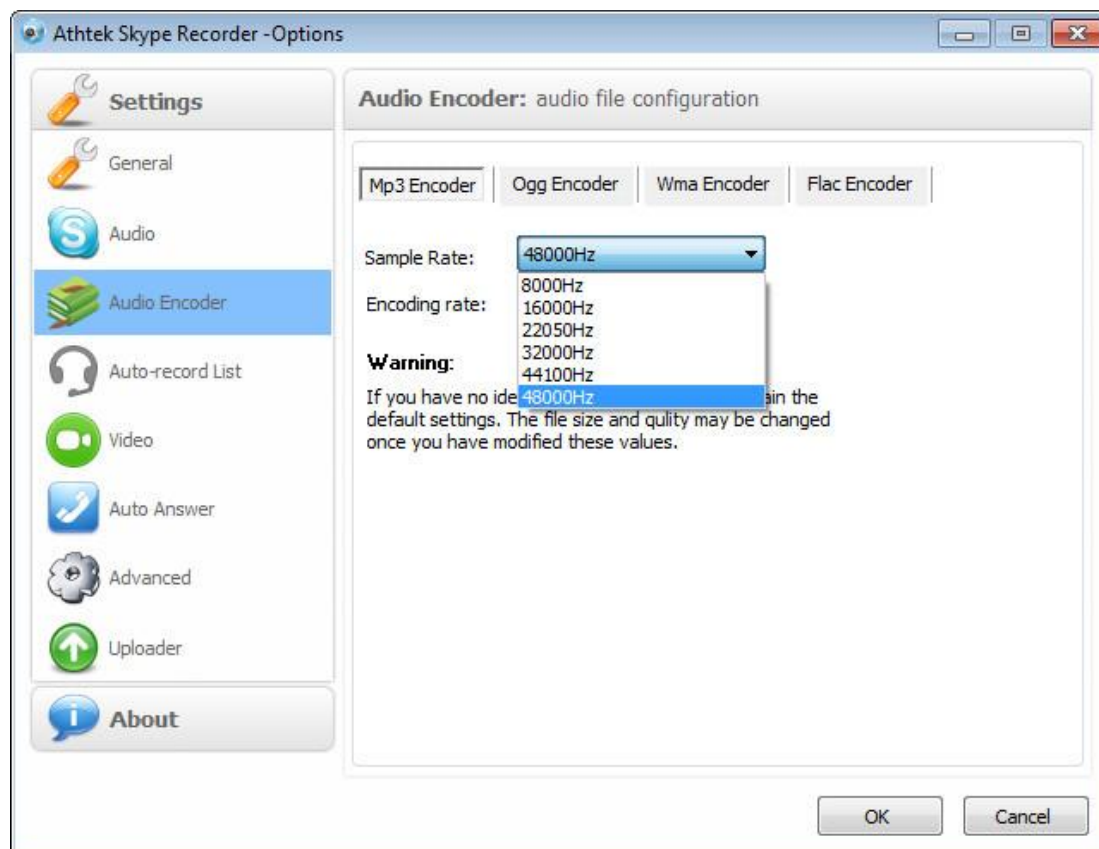 Athtek Skype Recorder -Options
Settings
General
Audio
Audio Encoder
Auto-record List
Video
Auto Answer
Advanced
Uploader
About
Audio Encoder: audio file configuration
Mp3 Encoder Ogg Encoder Wma Encoder Flac Encoder
Sample Rate: 48000Hz
8000Hz
16000Hz
22050Hz
32000Hz
44100Hz
48000Hz
Encoding rate:
Warning:
If you have no ide ain the
default settings. The file size and qulity may be changed
once you have modified these values.
OK Cancel